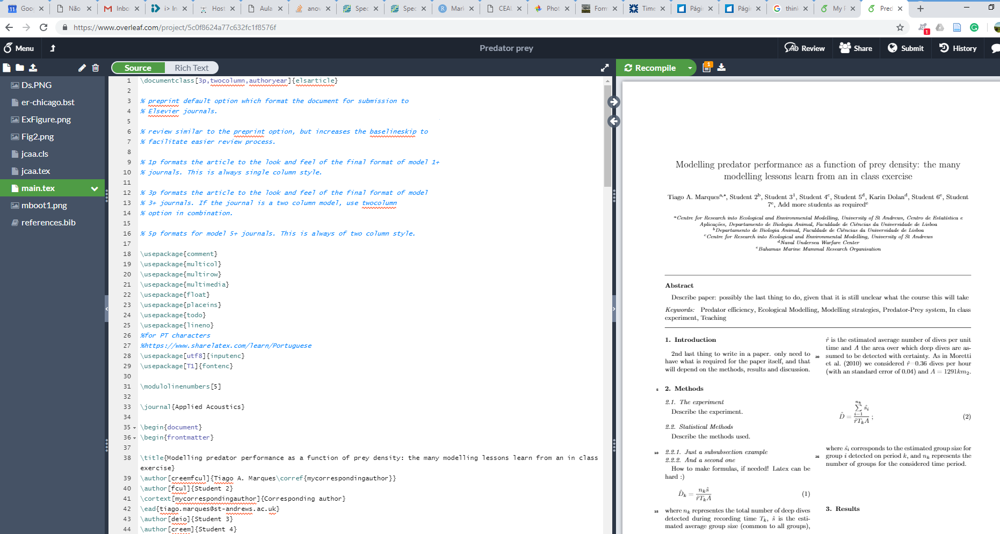 Goo
Não
Inbo
i> In
Host
Aula
anov
Spec
Spec
Mark
CEAU
Phot
Form
Time
Pági
Pági
thin
My P
Pred
https://www.overleaf.com/project/5c0f8624a77c632fc1f8576f
1
Menu
Predator prey
Review
Share
Submit
History
Source
Rich Text
Recompile
1
Ds.PNG
er-chicago.bst
ExFigure.png
Fig2.png
jcaa.cls
jcaa.tex
main.tex
mboot1.png
references.bib
1 \documentclass[3p,twocolumn,authoryear]{elsarticle}
2
3 % preprint default option which format the document for submission to
4 % Elsevier journals.
5
6 % review similar to the preprint option, but increases the baselineskip to
7 % facilitate easier review process.
8
9 % 1p formats the article to the look and feel of the final format of model 1+
10 % journals. This is always single column style.
11
12 % 3p formats the article to the look and feel of the final format of model
13 % 3+ journals. If the journal is a two column model, use twocolumn
14 % option in combination.
15
16 % 5p formats for model 5+ journals. This is always of two column style.
17
18 \usepackage{comment}
19 \usepackage{multicol}
20 \usepackage{multirow}
21 \usepackage{multimedia}
22 \usepackage{float}
23 \usepackage{placeins}
24 \usepackage{todo}
25 \usepackage{lineno}
26 %for PT characters
27 %https://www.sharelatex.com/learn/Portuguese
28 \usepackage[utf8]{inputenc}
29 \usepackage[T1]{fontenc}
30
31 \modulolinenumbers[5]
32
33 \journal{Applied Acoustics}
34
35 \begin{document}
36 \begin{frontmatter}
37
38 \title{Modelling predator performance as a function of prey density: the many modelling lessons learn from an in class
exercise}
39 \author[creemfcul]{Tiago A. Marques\corref{mycorrespondingauthor}}
40 \author[fcul]{Student 2}
41 \cortext[mycorrespondingauthor]{Corresponding author}
42 \ead{tiago.marques@st-andrews.ac.uk}
43 \author[deio]{Student 3}
44 \author[creem]{Student 4}
Modelling predator performance as a function of prey density: the many
modelling lessons learn from an in class exercise
Tiago A. Marques^a,*, Student 2^b, Student 3^1, Student 4^c, Student 5^d, Karin Dolan^d, Student 6^e, Student
7^e, Add more students as required^e
^a Centre for Research into Ecological and Environmental Modelling, University of St Andrews, Centro de Estatística e
Aplicações, Departamento de Biologia Animal, Faculdade de Ciências da Universidade de Lisboa
^b Departamento de Biologia Animal, Faculdade de Ciências da Universidade de Lisboa
^c Centre for Research into Ecological and Environmental Modelling, University of St Andrews
^d Naval Undersea Warfare Center
^e Bahamas Marine Mammal Research Organisation
Abstract
Describe paper: possibly the last thing to do, given that it is still unclear what the course this will take
Keywords: Predator efficiency, Ecological Modelling, Modelling strategies, Predator-Prey system, In class
experiment, Teaching
1. Introduction
2nd last thing to write in a paper. only need to
have what is required for the paper itself, and that
will depend on the methods, results and discussion.
5 2. Methods
2.1. The experiment
Describe the experiment.
2.2. Statistical Methods
Describe the methods used.
10 2.2.1. Just a subsubsection example
2.2.2. And a second one
How to make formulas, if needed! Latex can be
hard :)
D̂_k = n_k ŝ / r̂ T_k A (1)
15 where n_k represents the total number of deep dives
detected during recording time T_k, ŝ is the esti-
mated average group size (common to all groups),
r̂ is the estimated average number of dives per unit
time and A the area over which deep dives are as-
20 sumed to be detected with certainty. As in Moretti
et al. (2010) we considered r̂=0.36 dives per hour
(with an standard error of 0.04) and A = 1291km_2.
D̂ = ∑_{i=1}^{n_k} ŝ_i / r̂ T_k A ; (2)
where ŝ_i corresponds to the estimated group size for
25 group i detected on period k, and n_k represents the
number of groups for the considered time period.
3. Results